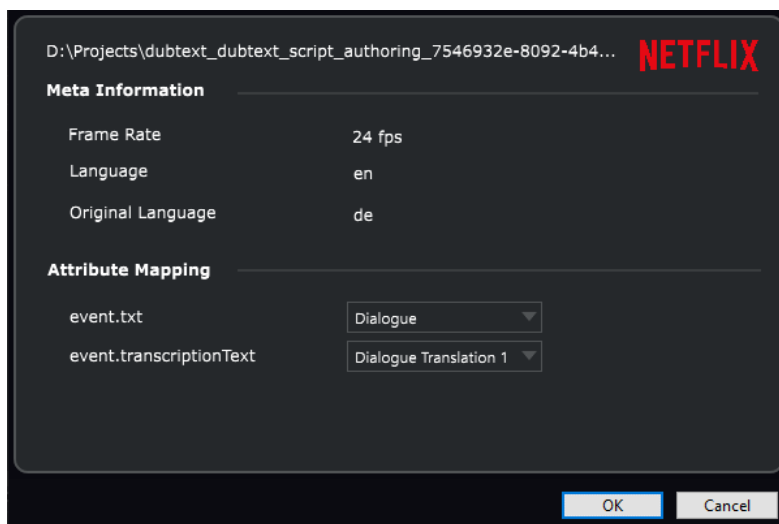 D:\Projects\dubtext_dubtext_script_authoring_7546932e-8092-4b4...
NETFLIX
Meta Information
Frame Rate 24 fps
Language en
Original Language de
Attribute Mapping
event.txt Dialogue
event.transcriptionText Dialogue Translation 1
OK Cancel